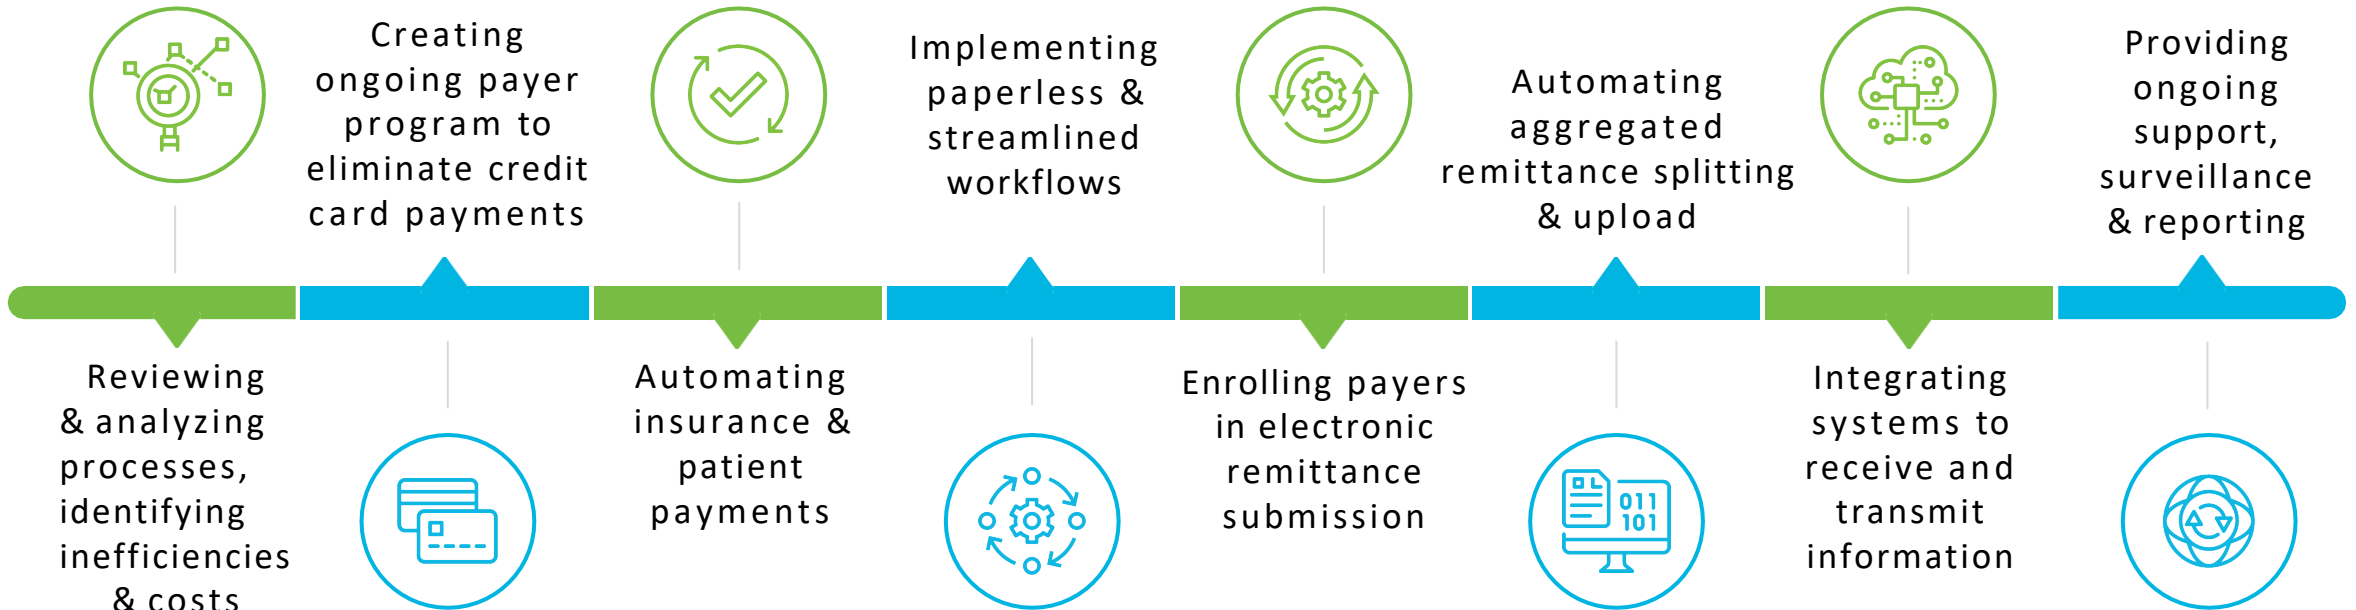 Reviewing
& analyzing
processes,
identifying
inefficiencies
& costs
Creating
ongoing payer
program to
eliminate credit
card payments
Automating
insurance &
patient
payments
Implementing
paperless &
streamlined
workflows
Enrolling payers
in electronic
remittance
submission
Automating
aggregated
remittance splitting
& upload
011
101
Integrating
systems to
receive and
transmit
information
Providing
ongoing
support,
surveillance
& reporting